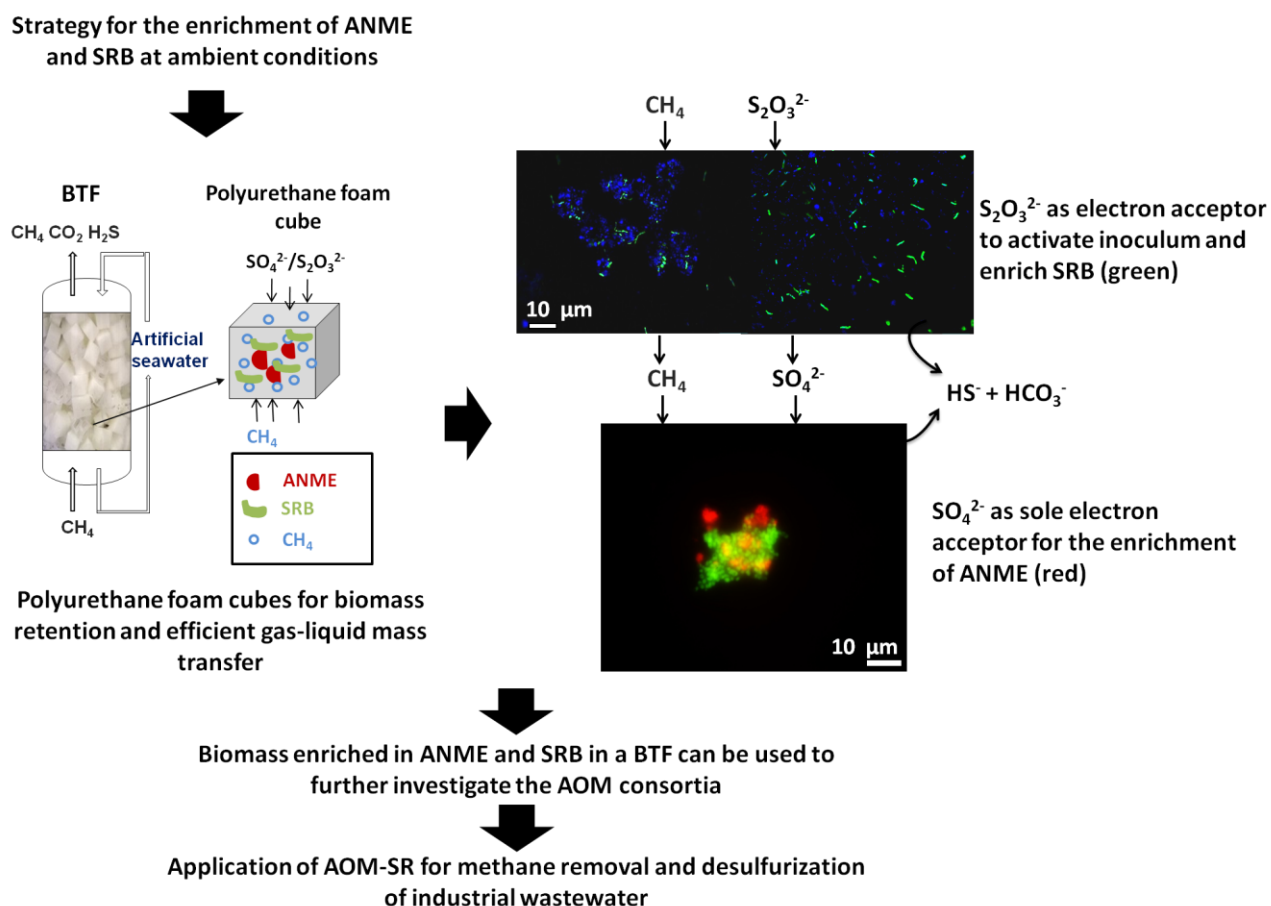 Strategy for the enrichment of ANME
and SRB at ambient conditions
BTF
CH₄ CO₂ H₂S
Artificial
seawater
CH₄
Polyurethane foam
cube
SO₄²⁻/S₂O₃²⁻
CH₄
ANME
SRB
CH₄
Polyurethane foam cubes for biomass
retention and efficient gas-liquid mass
transfer
CH₄ S₂O₃²⁻
10 µm
S₂O₃²⁻ as electron acceptor
to activate inoculum and
enrich SRB (green)
CH₄ SO₄²⁻
HS⁻ + HCO₃⁻
10 µm
SO₄²⁻ as sole electron
acceptor for the enrichment
of ANME (red)
Biomass enriched in ANME and SRB in a BTF can be used to
further investigate the AOM consortia
Application of AOM-SR for methane removal and desulfurization
of industrial wastewater